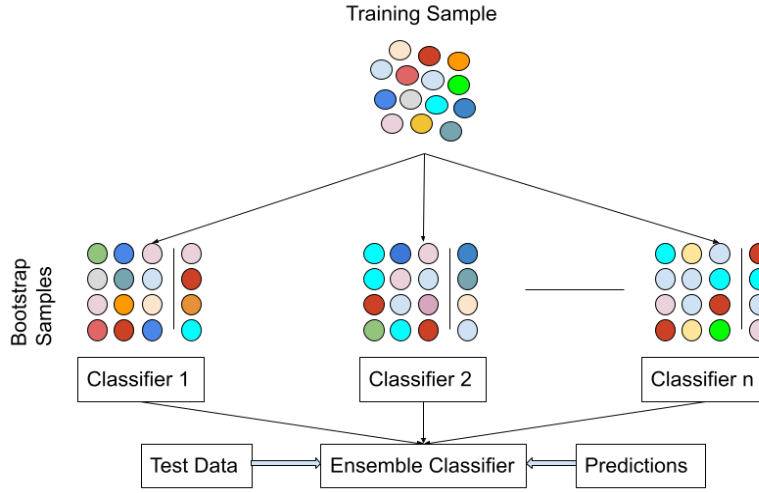 Training Sample
Bootstrap
Samples
Classifier 1
Classifier 2
Classifier n
Test Data
Ensemble Classifier
Predictions